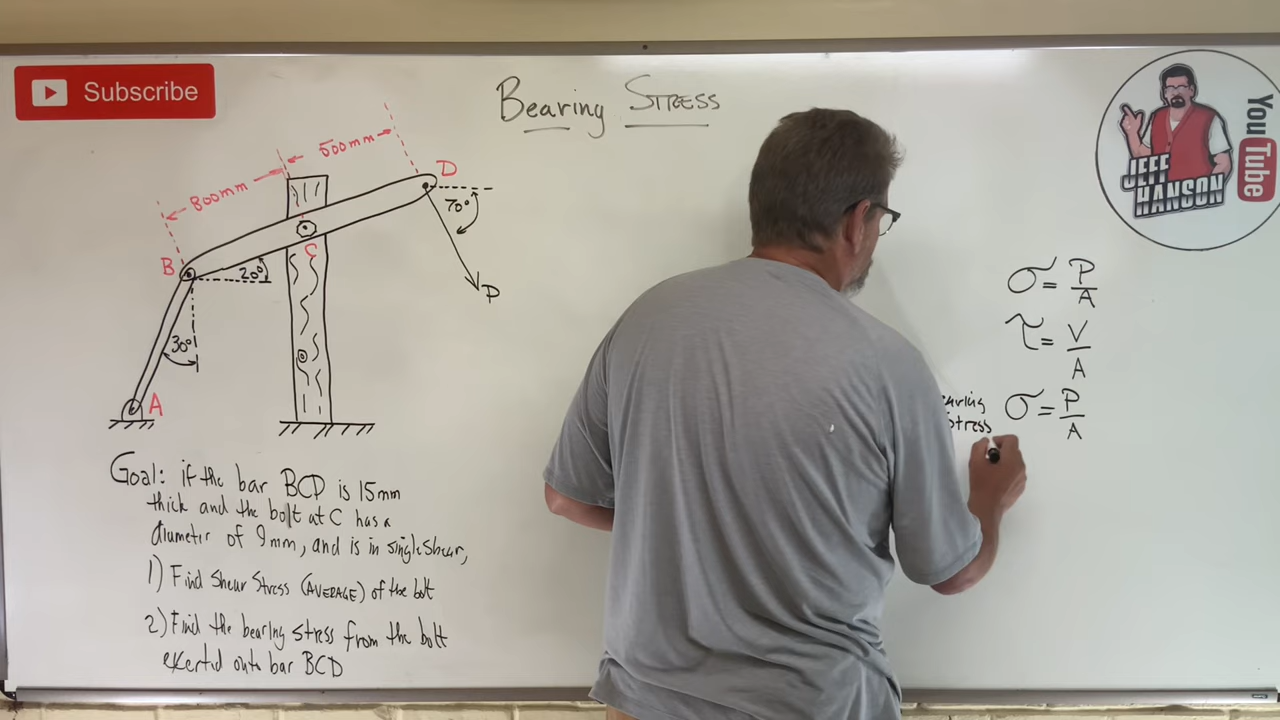 Subscribe
Bearing STRESS
500mm
800mm
D
70°
P
C
B
20°
30°
A
Goal: if the bar BCD is 15mm
thick and the bolt at C has a
diameter of 9mm, and is in single shear,
1) Find Shear Stress (AVERAGE) of the bolt
2) Find the bearing stress from the bolt
exerted onto bar BCD
σ = P/A
τ = V/A
earing
stress
σ = P/A
JEFF
HANSON
YouTube